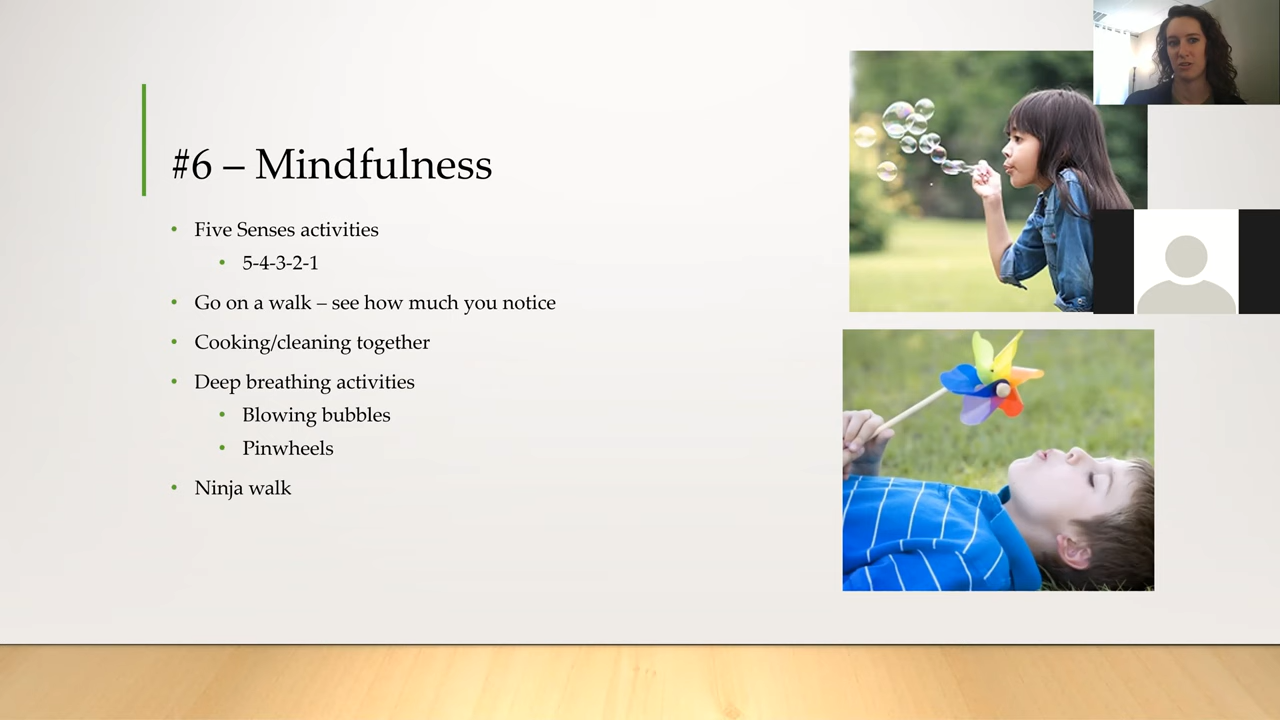 #6 – Mindfulness
• Five Senses activities
• 5-4-3-2-1
• Go on a walk – see how much you notice
• Cooking/cleaning together
• Deep breathing activities
• Blowing bubbles
• Pinwheels
• Ninja walk